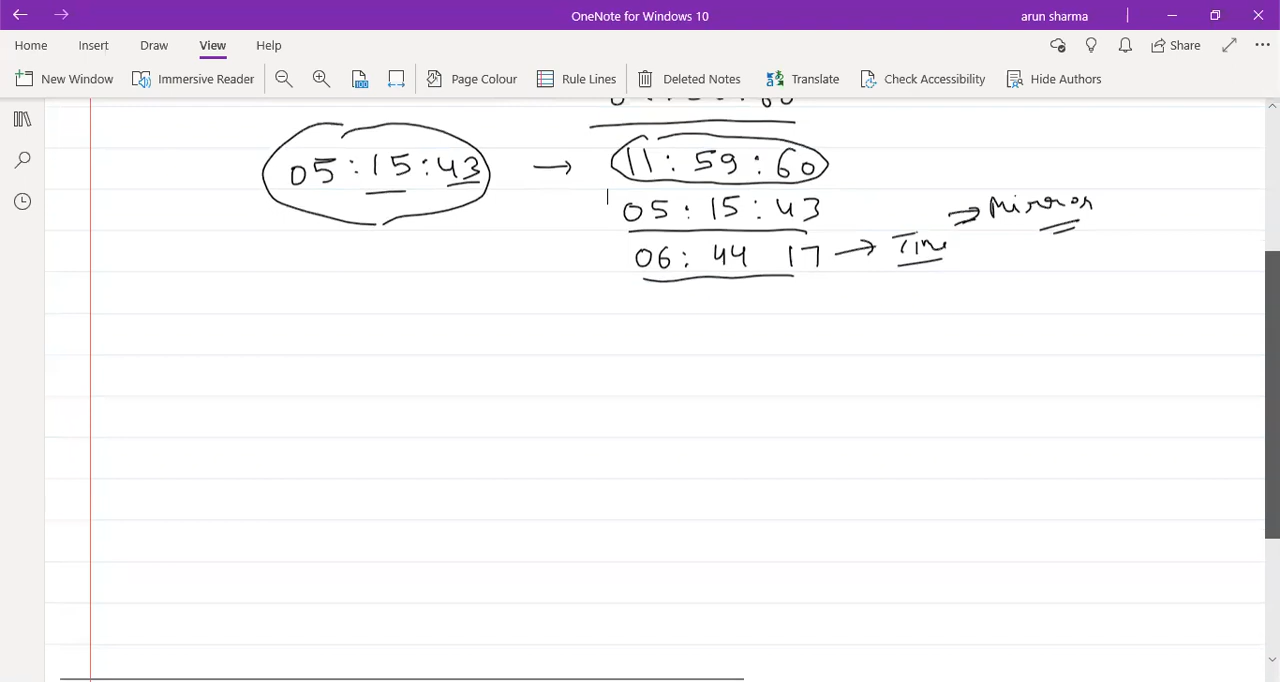 OneNote for Windows 10
arun sharma
Home Insert Draw View Help
Share
New Window Immersive Reader Page Colour Rule Lines Deleted Notes Translate Check Accessibility Hide Authors
05:15:43 → 11:59:60
05:15:43
06:44 17 → Time ⇒ Mirror